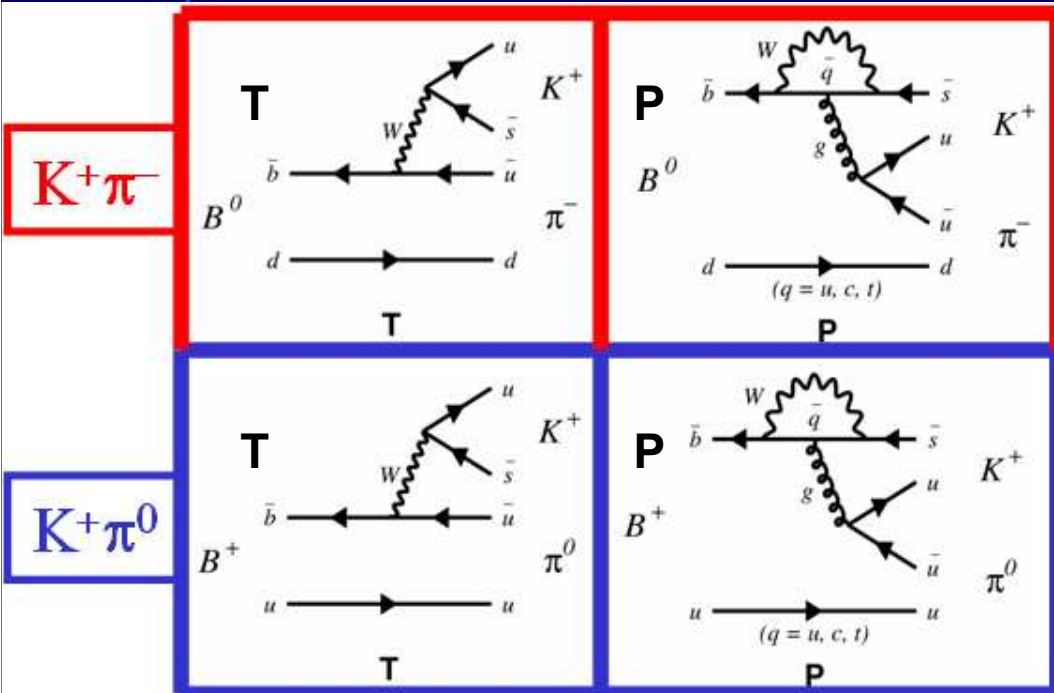 K⁺π⁻
T
u
K⁺
s̄
W
b̄
ū
B⁰
π⁻
d
d
T
P
W
q̄
b̄
s̄
K⁺
u
g
B⁰
ū
π⁻
d
d
(q = u, c, t)
P
K⁺π⁰
T
u
K⁺
s̄
W
b̄
ū
B⁺
π⁰
u
u
T
P
W
q̄
b̄
s̄
K⁺
u
g
B⁺
ū
π⁰
u
u
(q = u, c, t)
P